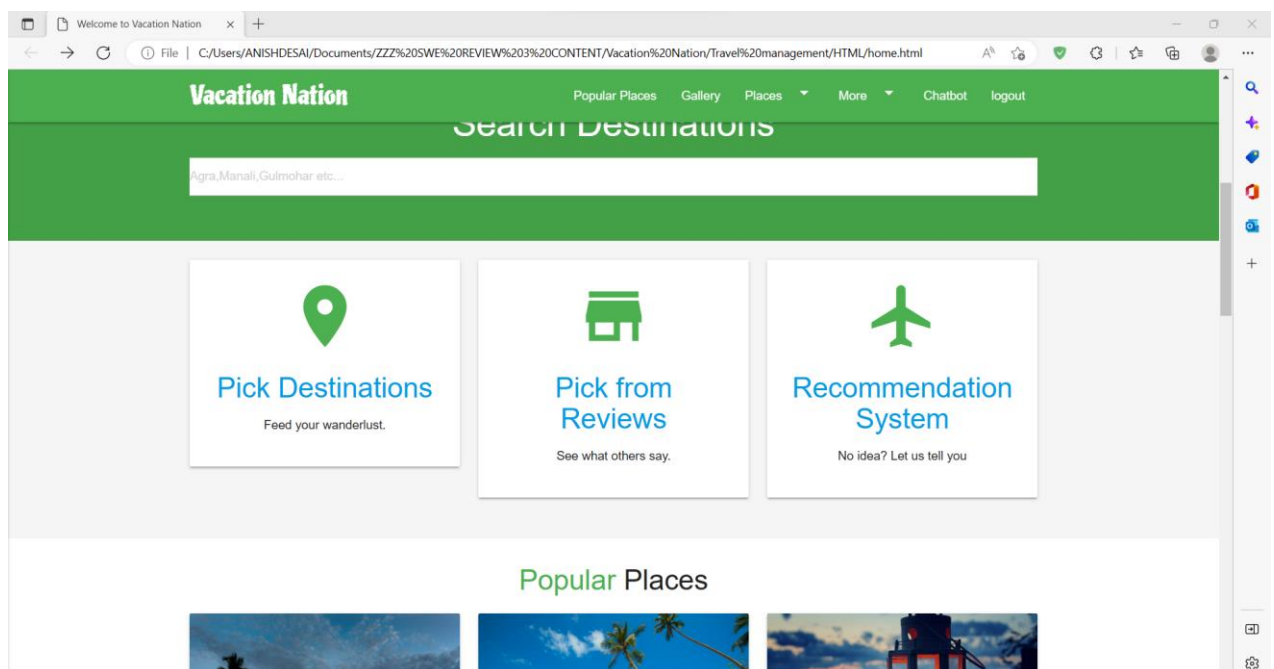 Welcome to Vacation Nation
File | C:/Users/ANISHDESAI/Documents/ZZZ%20SWE%20REVIEW%203%20CONTENT/Vacation%20Nation/Travel%20management/HTML/home.html
Vacation Nation
Popular Places Gallery Places More Chatbot logout
Search Destinations
Agra,Manali,Gulmohar etc...
Pick Destinations
Feed your wanderlust.
Pick from
Reviews
See what others say.
Recommendation
System
No idea? Let us tell you
Popular Places